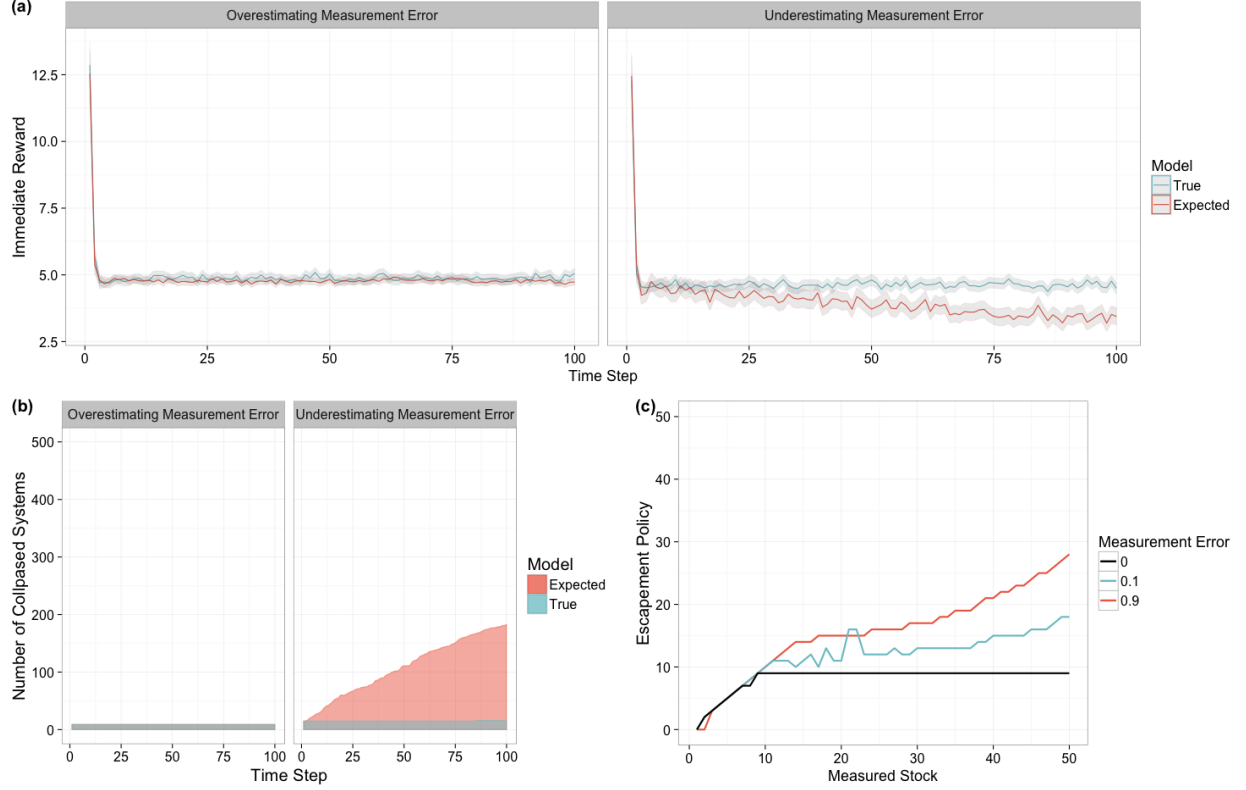 (a)
Overestimating Measurement Error
Underestimating Measurement Error
Immediate Reward
12.5
10.0
7.5
5.0
2.5
0 25 50 75 100
0 25 50 75 100
Time Step
Model
True
Expected
(b)
Overestimating Measurement Error
Underestimating Measurement Error
Number of Collpased Systems
500
400
300
200
100
0
0 25 50 75 100
0 25 50 75 100
Time Step
Model
Expected
True
(c)
Escapement Policy
50
40
30
20
10
0
0 10 20 30 40 50
Measured Stock
Measurement Error
0
0.1
0.9